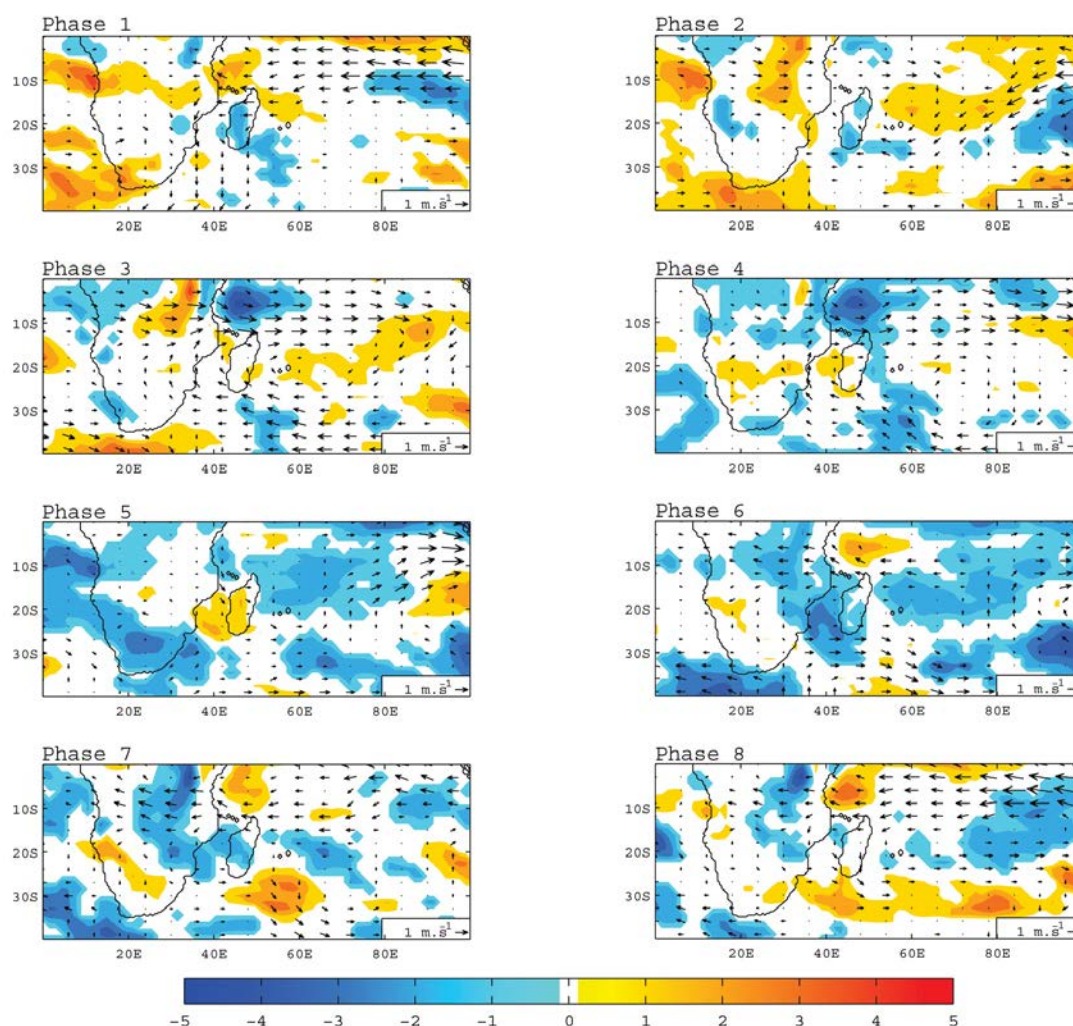 Phase 1
Phase 2
10S
20S
30S
1 m.s-1
20E 40E 60E 80E
10S
20S
30S
1 m.s-1
20E 40E 60E 80E
Phase 3
Phase 4
10S
20S
30S
1 m.s-1
20E 40E 60E 80E
10S
20S
30S
1 m.s-1
20E 40E 60E 80E
Phase 5
Phase 6
10S
20S
30S
1 m.s-1
20E 40E 60E 80E
10S
20S
30S
1 m.s-1
20E 40E 60E 80E
Phase 7
Phase 8
10S
20S
30S
1 m.s-1
20E 40E 60E 80E
10S
20S
30S
1 m.s-1
20E 40E 60E 80E
-5 -4 -3 -2 -1 0 1 2 3 4 5